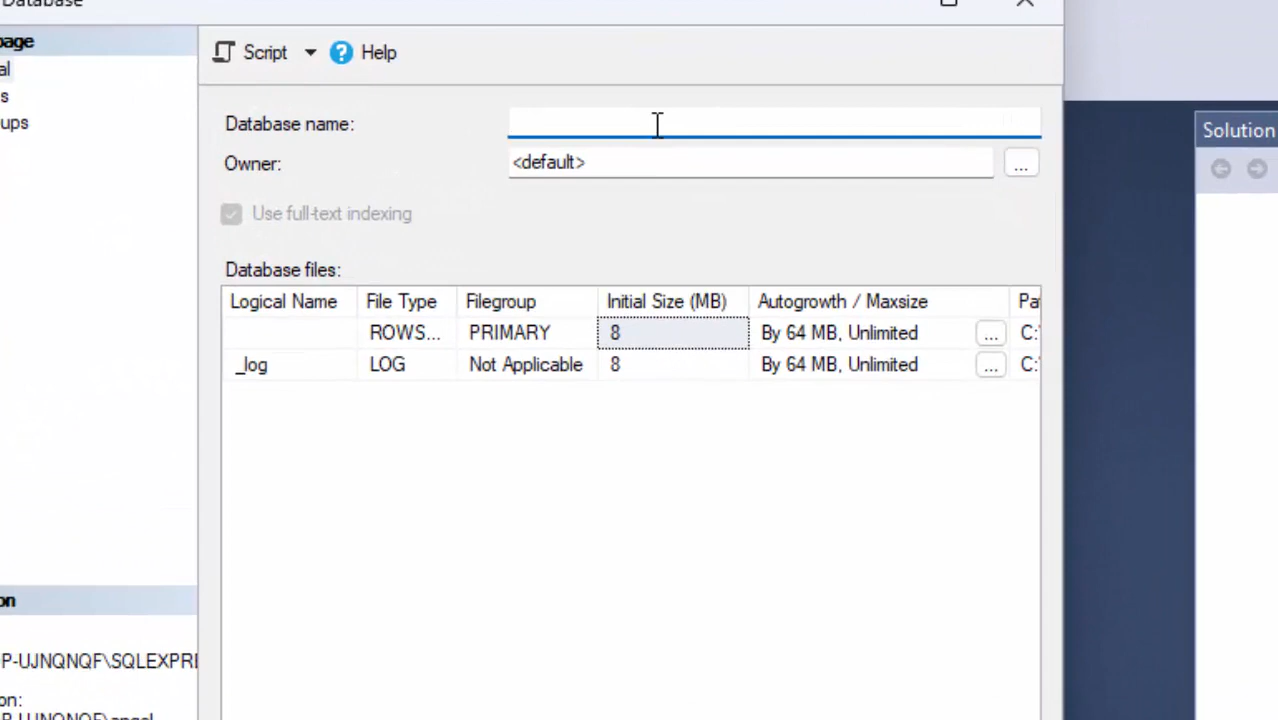 Database
page
al
s
ups
Script Help
Database name:
Owner: <default> ...
Use full-text indexing
Database files:
Logical Name File Type Filegroup Initial Size (MB) Autogrowth / Maxsize Pa
ROWS... PRIMARY 8 By 64 MB, Unlimited ... C:\
_log LOG Not Applicable 8 By 64 MB, Unlimited ... C:\
on
P-UJNQNQF\SQLEXPR
on:
Solution